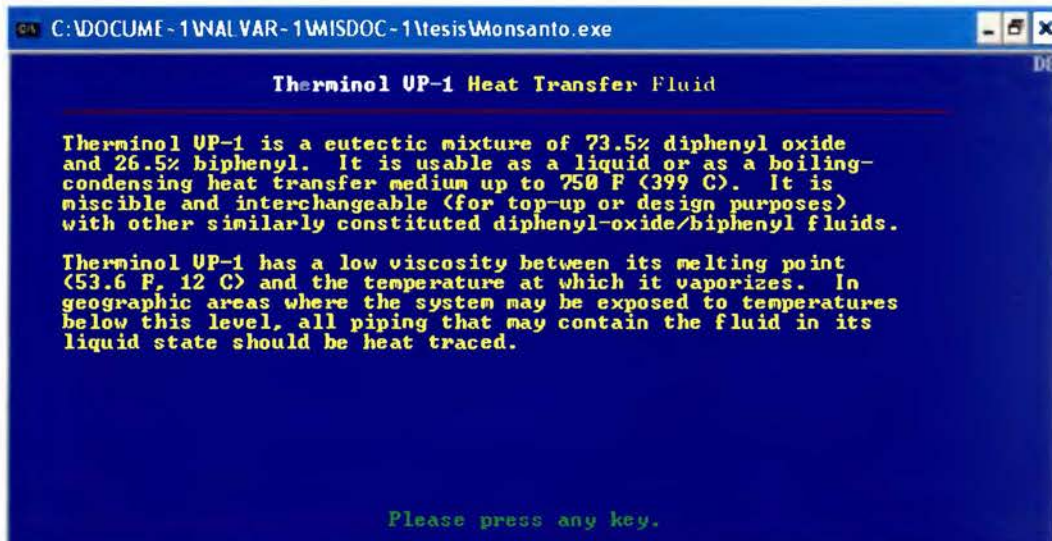 C:\DOCUME~1\NALVAR~1\MISDOC~1\tesis\Monsanto.exe
Therminol VP-1 Heat Transfer Fluid
Therminol VP-1 is a eutectic mixture of 73.5% diphenyl oxide
and 26.5% biphenyl. It is usable as a liquid or as a boiling-
condensing heat transfer medium up to 750 F (399 C). It is
miscible and interchangeable (for top-up or design purposes)
with other similarly constituted diphenyl-oxide/biphenyl fluids.
Therminol VP-1 has a low viscosity between its melting point
(53.6 F, 12 C) and the temperature at which it vaporizes. In
geographic areas where the system may be exposed to temperatures
below this level, all piping that may contain the fluid in its
liquid state should be heat traced.
Please press any key.